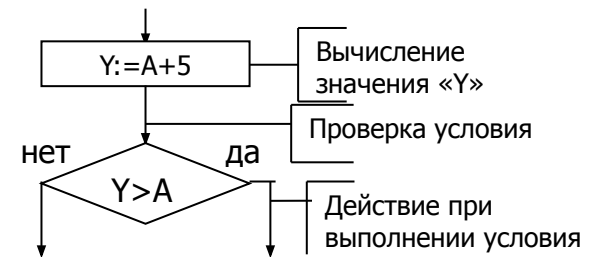 Y:=A+5
Вычисление
значения «Y»
Проверка условия
нет
да
Y>A
Действие при
выполнении условия